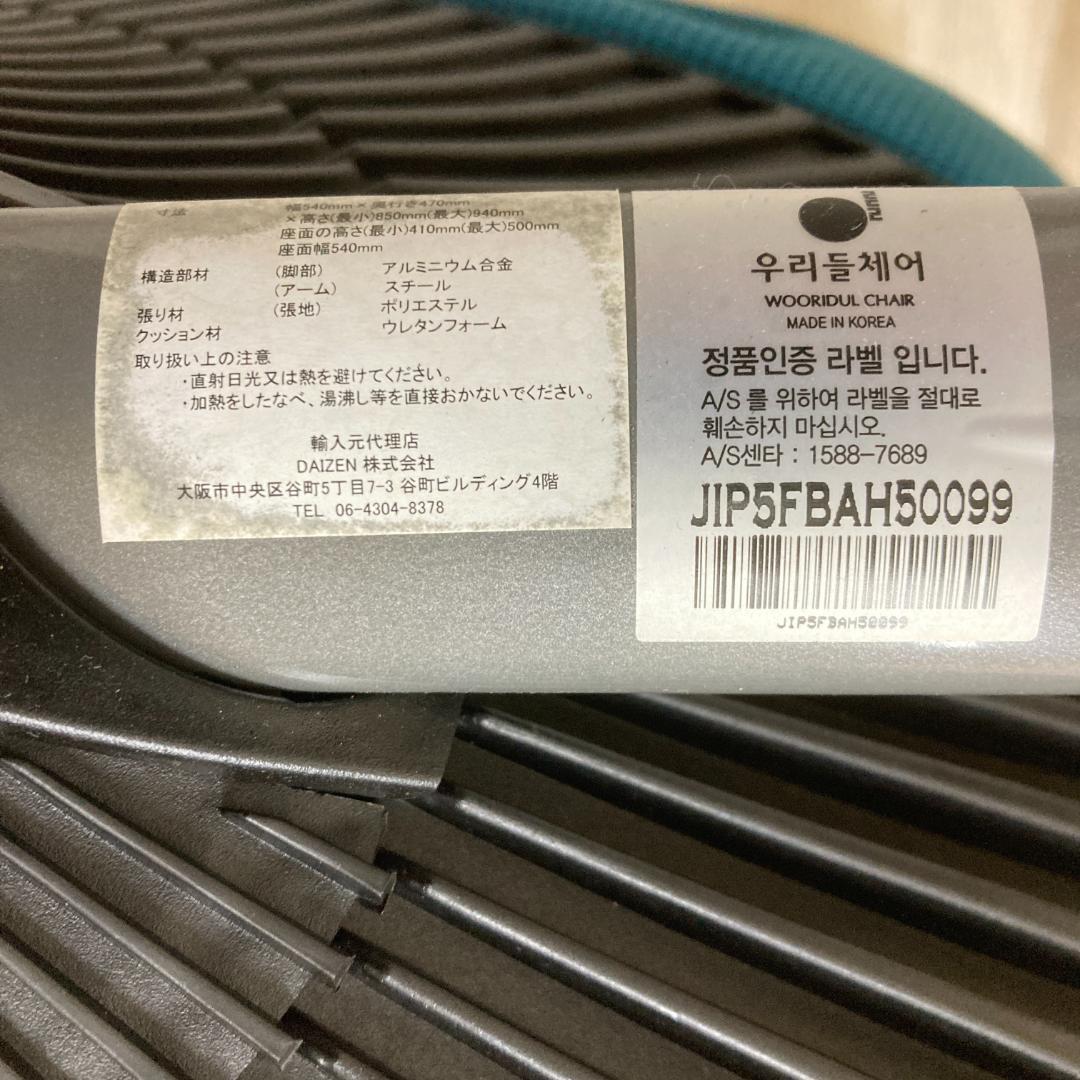 寸法 幅540mm×奥行き470mm
×高さ(最小)850mm(最大)940mm
座面の高さ(最小)410mm(最大)500mm
座面幅540mm
構造部材 (脚部) アルミニウム合金
(アーム) スチール
張り材 (張地) ポリエステル
クッション材 ウレタンフォーム
取り扱い上の注意
・直射日光又は熱を避けてください。
・加熱をしたなべ、湯沸し等を直接おかないでください。
輸入元代理店
DAIZEN 株式会社
大阪市中央区谷町5丁目7-3 谷町ビルディング4階
TEL 06-4304-8378
우리들체어
WOORIDUL CHAIR
MADE IN KOREA
정품인증 라벨 입니다.
A/S 를 위하여 라벨을 절대로
훼손하지 마십시오.
A/S센타 : 1588-7689
JIP5FBAH50099
JIP5FBAH50099